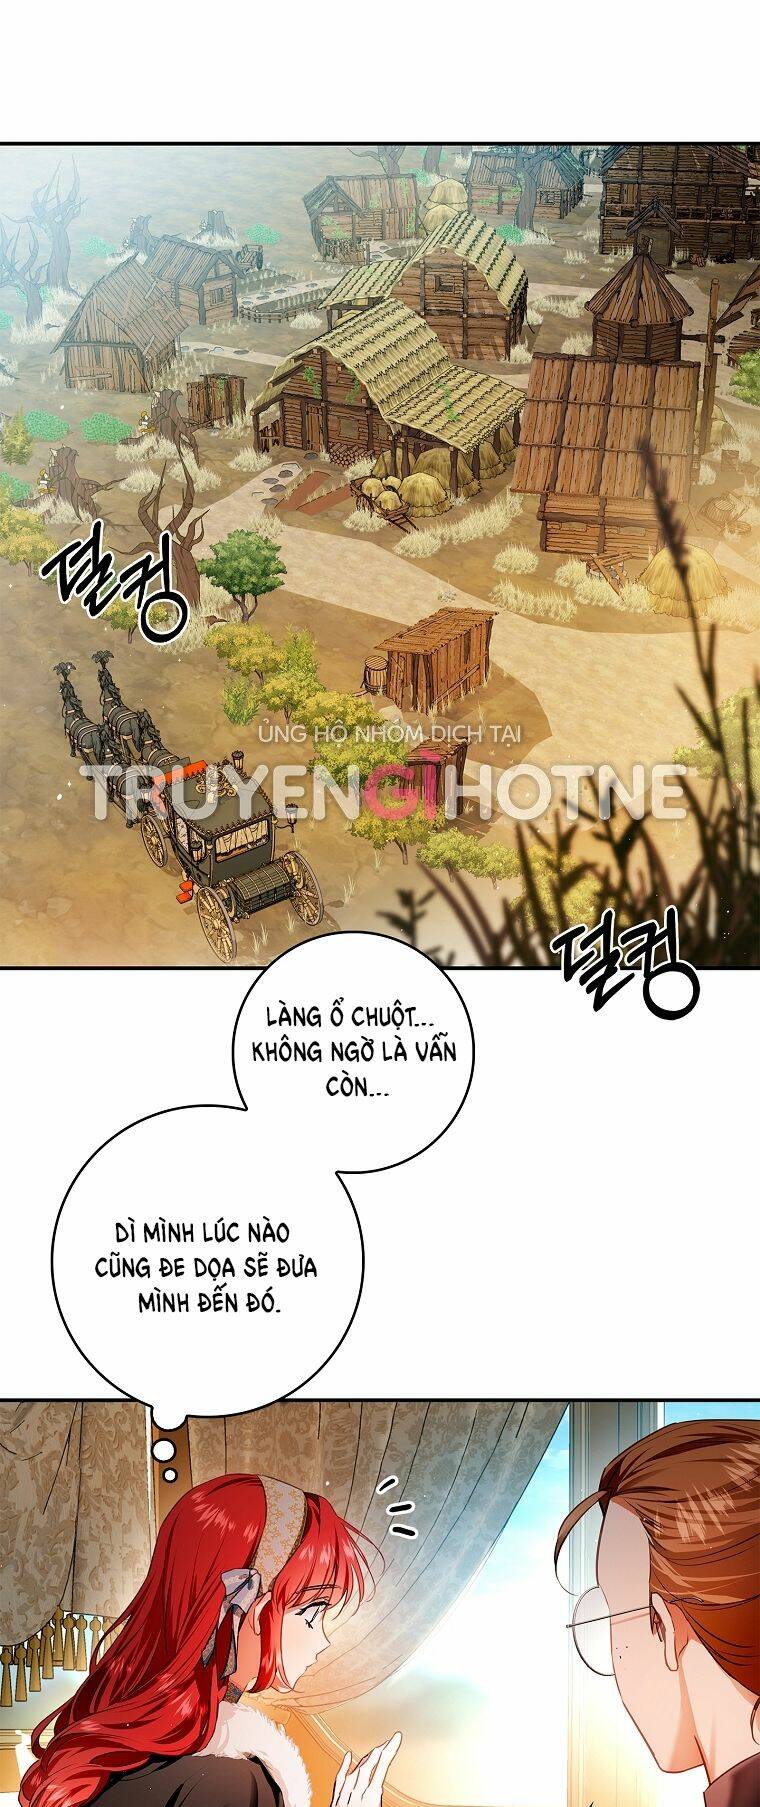 덜컹
ỦNG HỘ NHÓM DỊCH TẠI
TRUYENGIHOTNE
덜컹
LÀNG Ổ CHUỘT...
KHÔNG NGỜ LÀ VẪN
CÒN...
DÌ MÌNH LÚC NÀO
CŨNG ĐE DỌA SẼ ĐƯA
MÌNH ĐẾN ĐÓ.